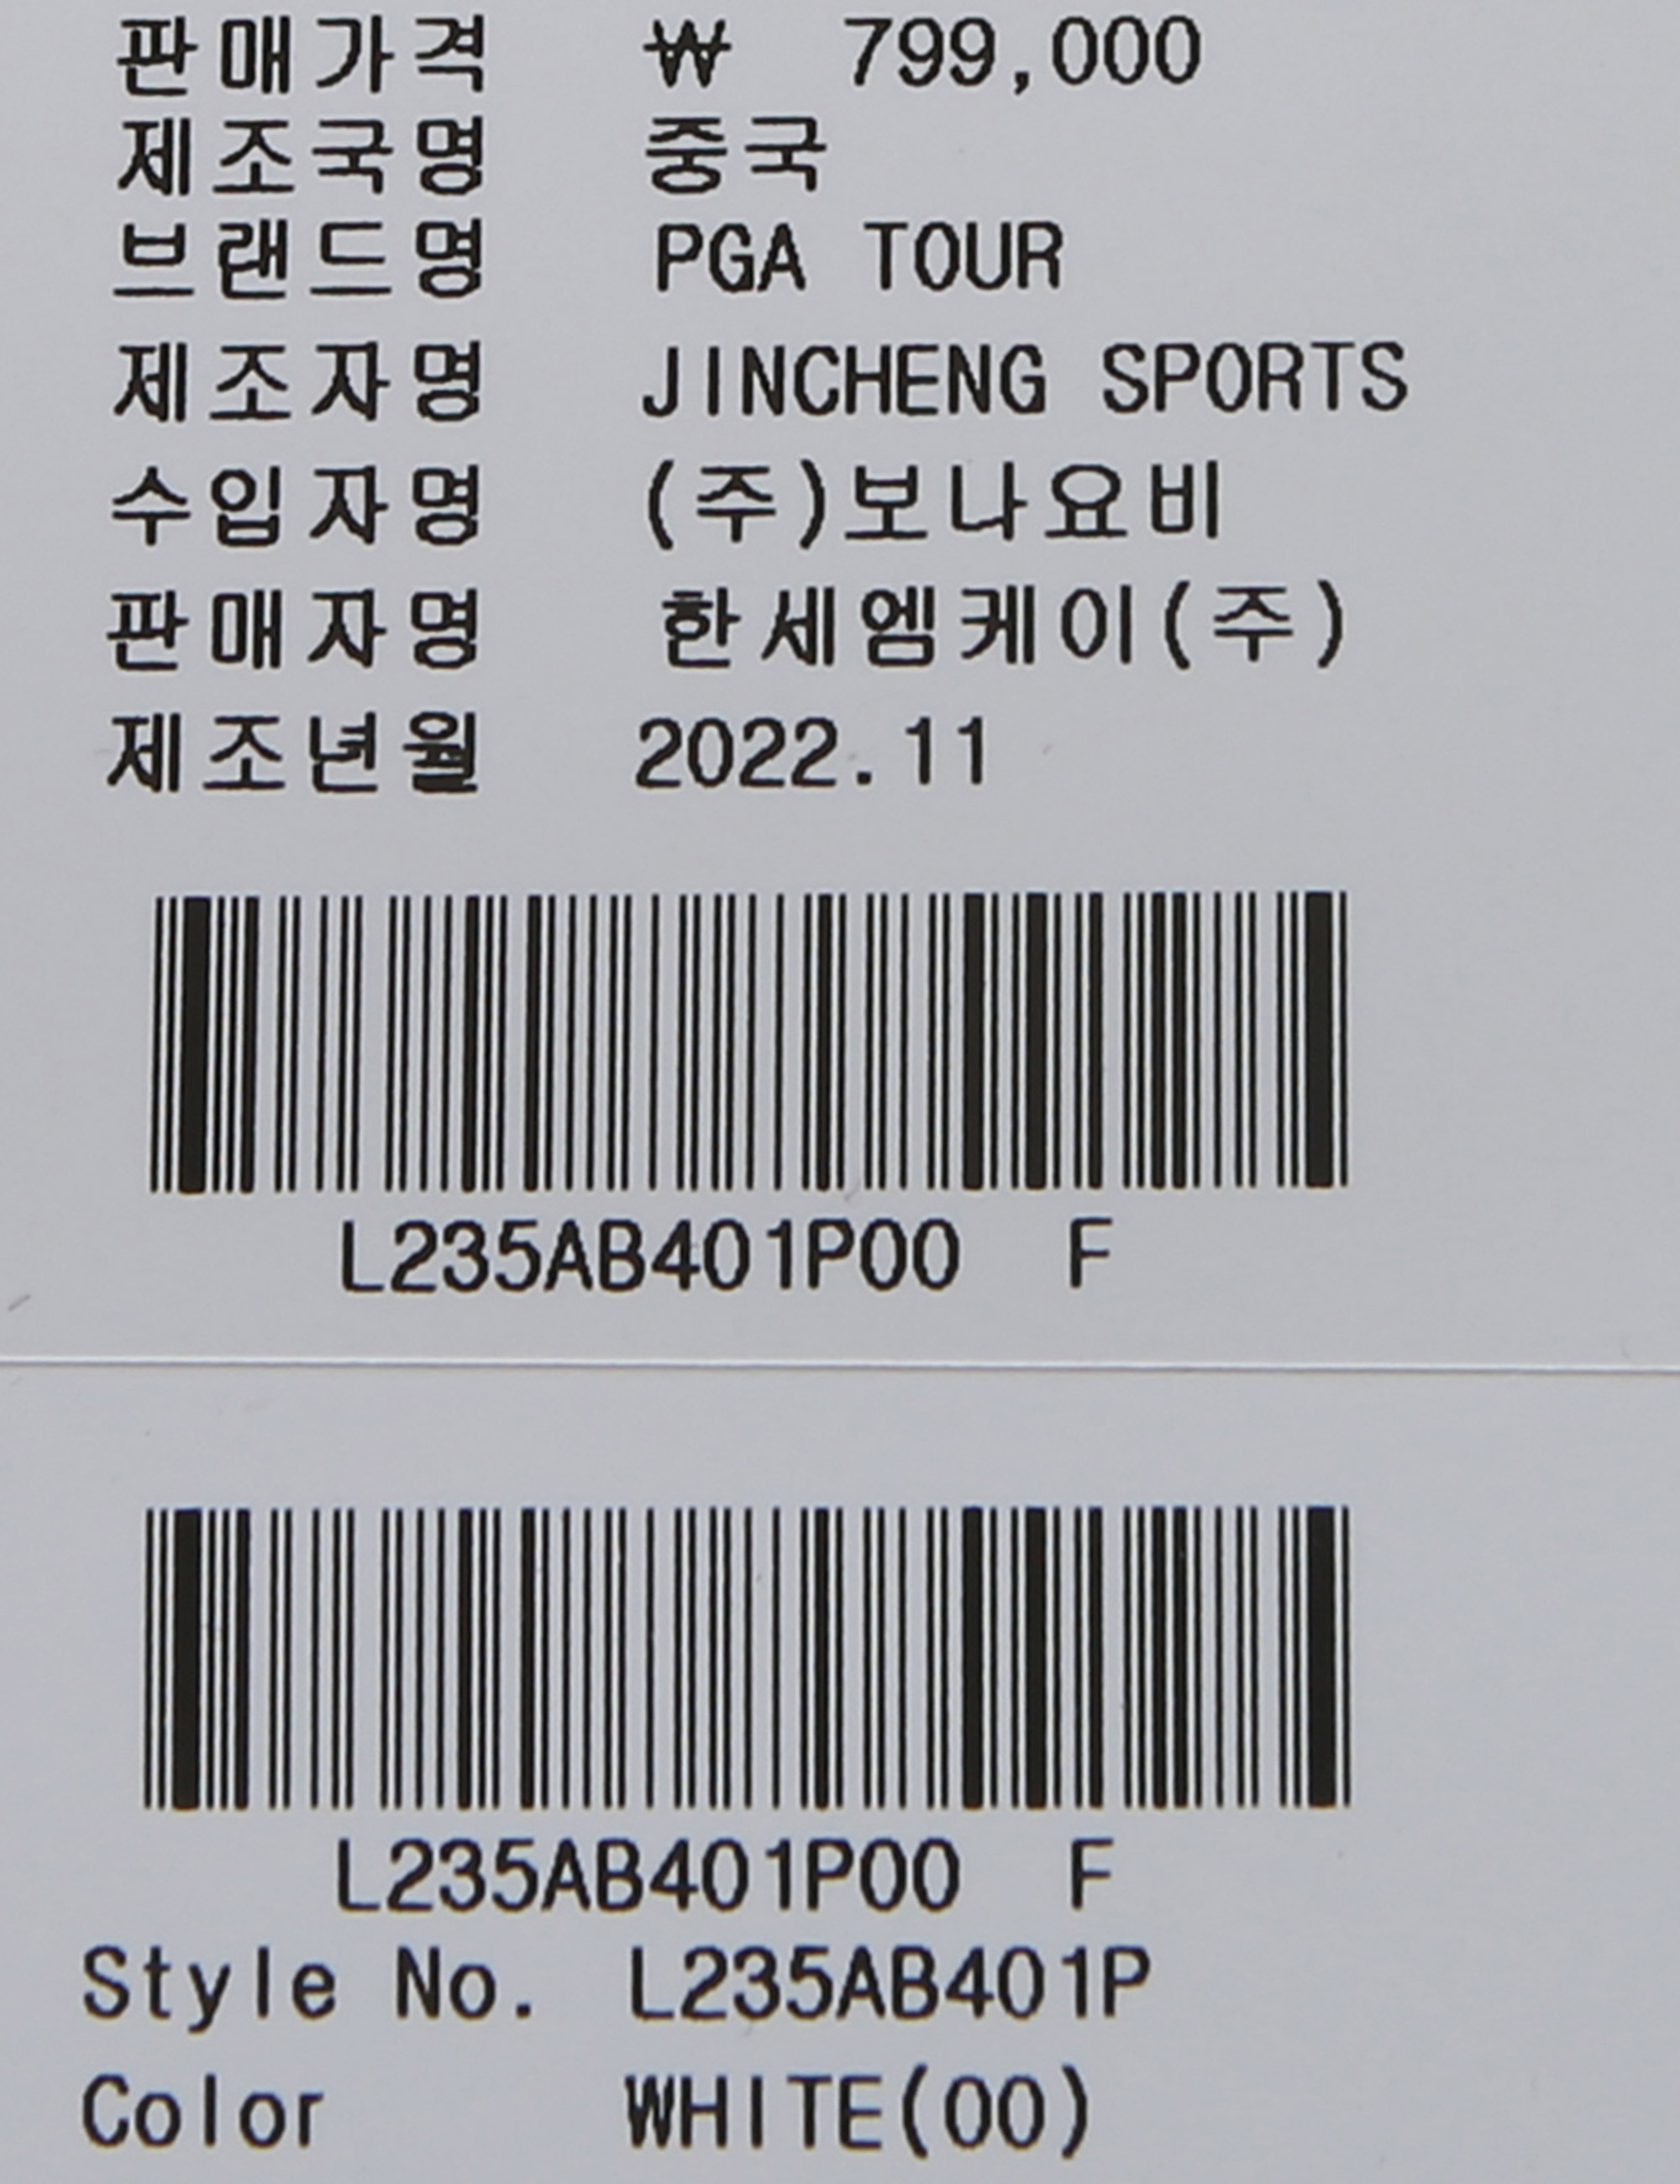 판매가격 ₩ 799,000
제조국명 중국
브랜드명 PGA TOUR
제조자명 JINCHENG SPORTS
수입자명 (주)보나요비
판매자명 한세엠케이(주)
제조년월 2022.11
L235AB401P00 F
L235AB401P00 F
Style No. L235AB401P
Color WHITE(00)